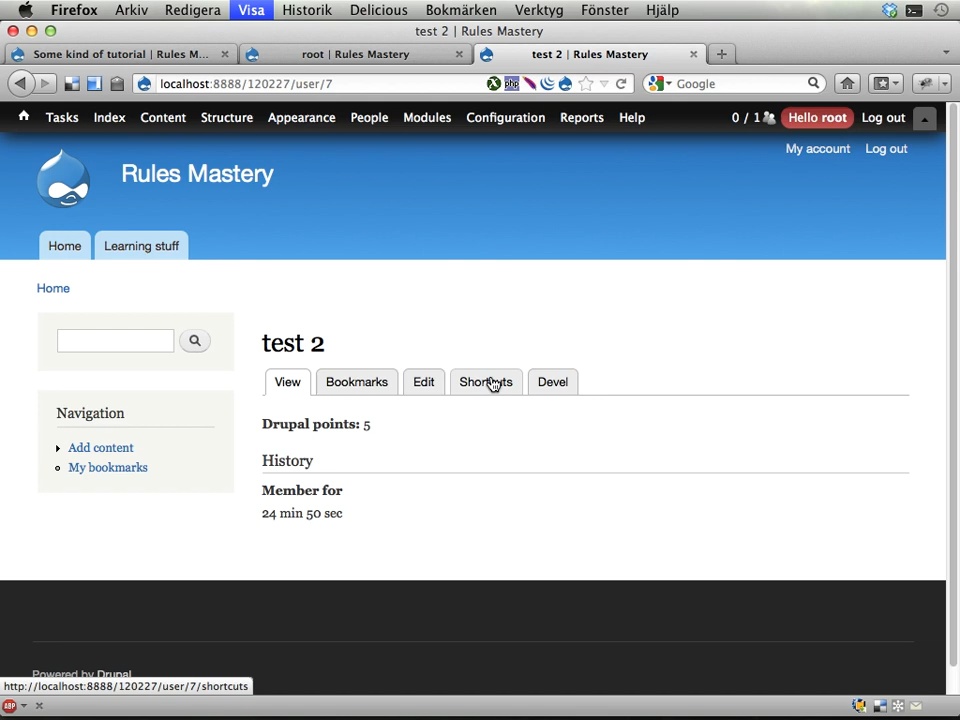 Firefox Arkiv Redigera Visa Historik Delicious Bokmärken Verktyg Fönster Hjälp
test 2 | Rules Mastery
Some kind of tutorial | Rules M... root | Rules Mastery test 2 | Rules Mastery
localhost:8888/120227/user/7 php Google
Tasks Index Content Structure Appearance People Modules Configuration Reports Help 0 / 1 Hello root Log out
My account Log out
Rules Mastery
Home Learning stuff
Home
test 2
View Bookmarks Edit Shortcuts Devel
Navigation
Add content
My bookmarks
Drupal points: 5
History
Member for
24 min 50 sec
Powered by Drupal
http://localhost:8888/120227/user/7/shortcuts
ABP